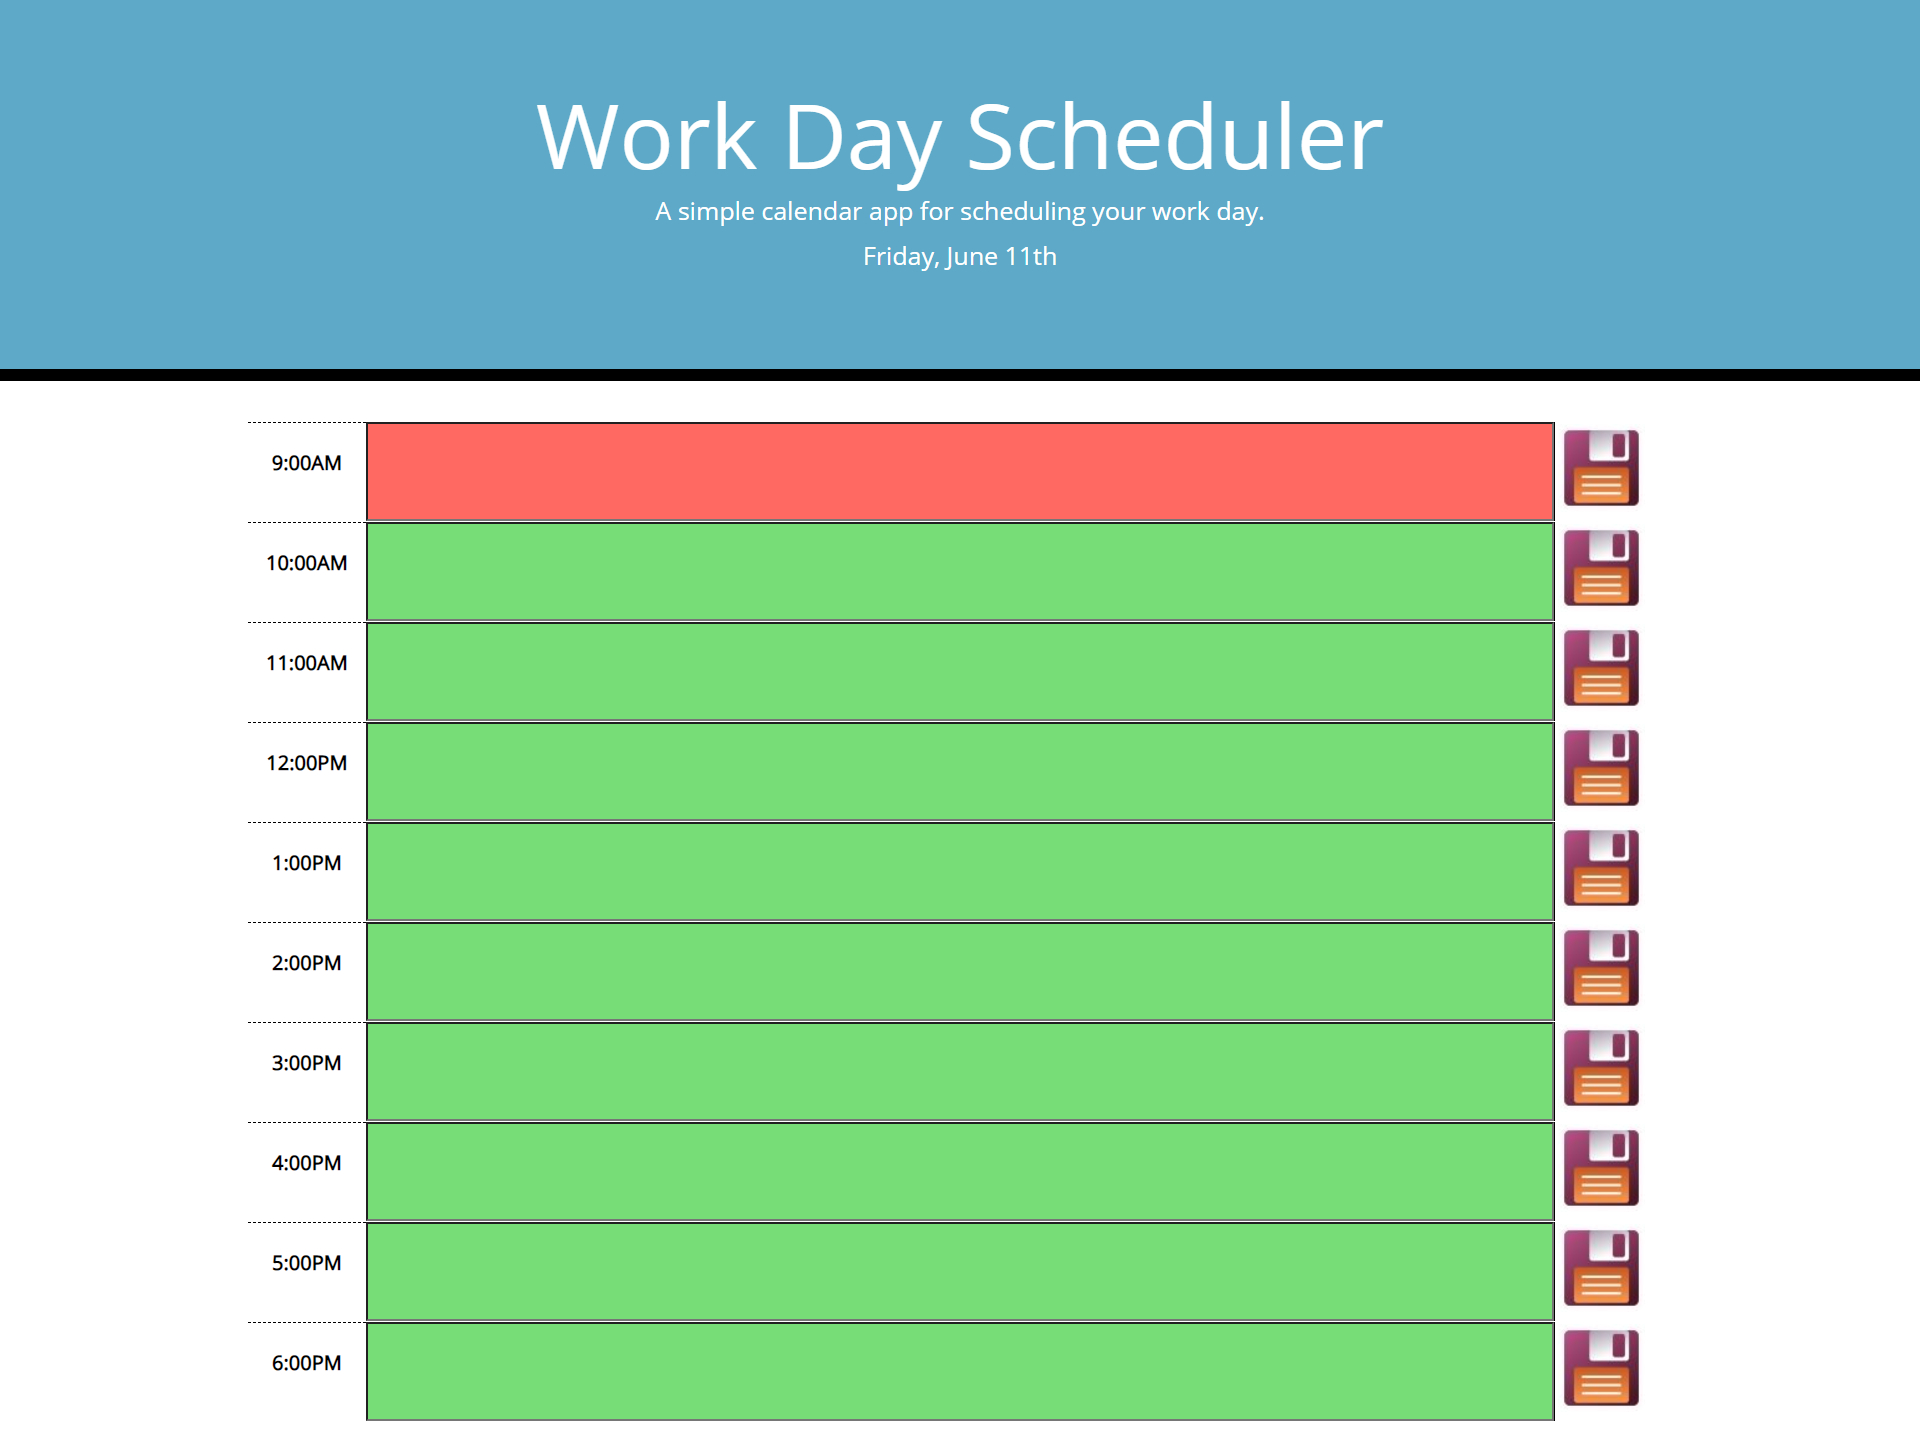 Work Day Scheduler
A simple calendar app for scheduling your work day.
Friday, June 11th
9:00AM
10:00AM
11:00AM
12:00PM
1:00PM
2:00PM
3:00PM
4:00PM
5:00PM
6:00PM